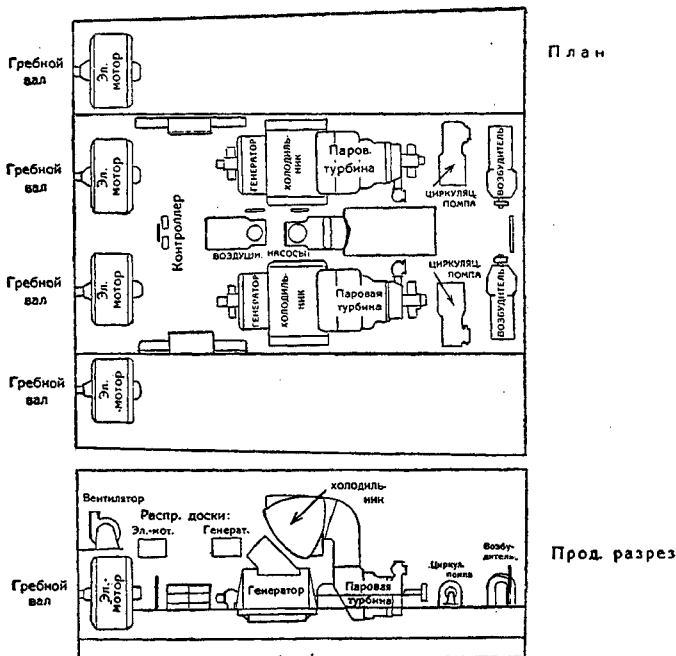 План
Гребной
вал
Эл.
мотор
Гребной
вал
Эл.
мотор
ГЕНЕРАТОР
ХОЛОДИЛЬ-
НИК
Паров.
турбина
ЦИРКУЛЯЦ.
ПОМПА
ВОЗБУДИТЕЛЬ
Контроллер
ВОЗДУШН. НАСОСЫ
Гребной
вал
Эл.
мотор
ГЕНЕРАТОР
ХОЛОДИЛЬ-
НИК
Паровая
турбина
ЦИРКУЛЯЦ.
ПОМПА
ВОЗБУДИТЕЛЬ
Гребной
вал
Эл.
мотор
Прод. разрез
Вентилятор
Распр. доски:
Эл.-мот. Генерат.
ХОЛОДИЛЬ-
НИК
Гребной
вал
Эл.-
мотор
Генератор
Паровая
турбина
Циркул.
помпа
Возбу-
дитель